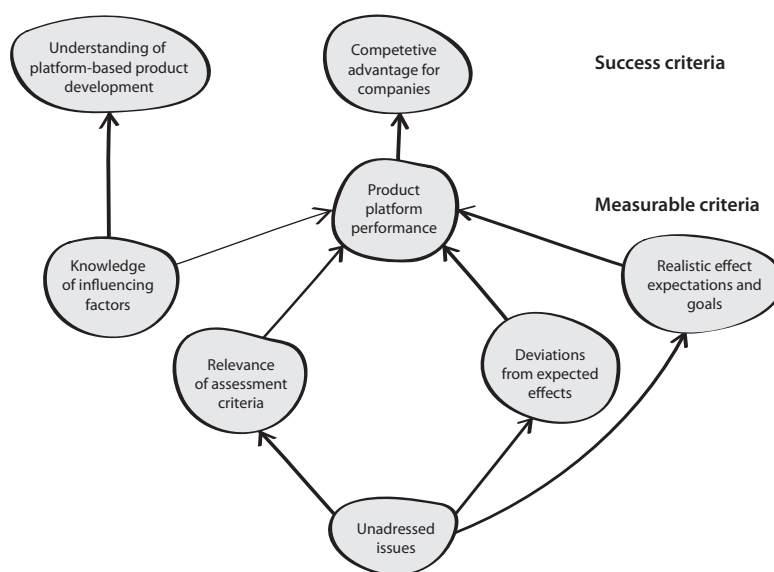 Understanding of
platform-based product
development
Competetive
advantage for
companies
Success criteria
Product
platform
performance
Measurable criteria
Knowledge
of influencing
factors
Realistic effect
expectations and
goals
Relevance
of assessment
criteria
Deviations
from expected
effects
Unadressed
issues